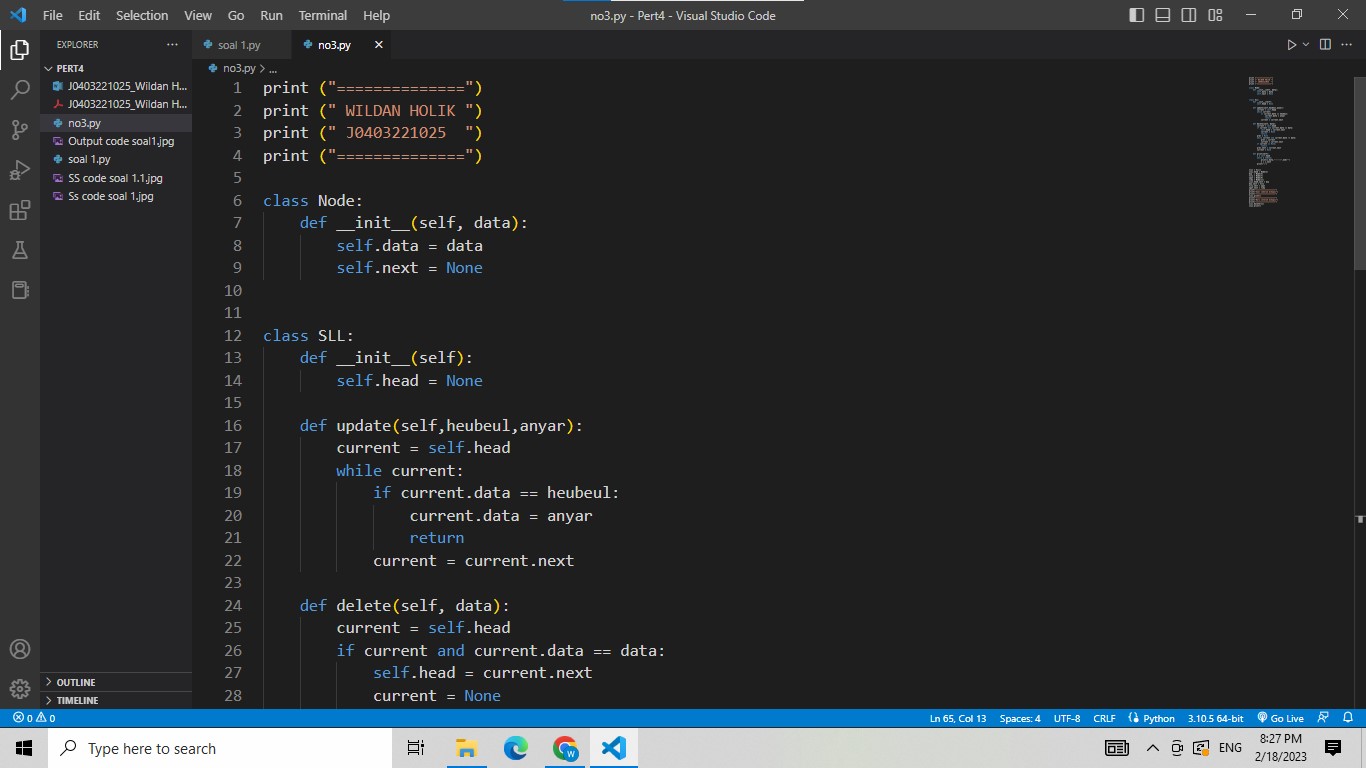 File Edit Selection View Go Run Terminal Help no3.py - Pert4 - Visual Studio Code
EXPLORER
PERT4
J0403221025_Wildan H...
J0403221025_Wildan H...
no3.py
Output code soal1.jpg
soal 1.py
SS code soal 1.1.jpg
Ss code soal 1.jpg
OUTLINE
TIMELINE
soal 1.py no3.py
no3.py > ...
1 print ("==============")
2 print (" WILDAN HOLIK ")
3 print (" J0403221025  ")
4 print ("==============")
5
6 class Node:
7     def __init__(self, data):
8         self.data = data
9         self.next = None
10
11
12 class SLL:
13     def __init__(self):
14         self.head = None
15
16     def update(self,heubeul,anyar):
17         current = self.head
18         while current:
19             if current.data == heubeul:
20                 current.data = anyar
21                 return
22             current = current.next
23
24     def delete(self, data):
25         current = self.head
26         if current and current.data == data:
27             self.head = current.next
28             current = None
0 0 Ln 65, Col 13 Spaces: 4 UTF-8 CRLF Python 3.10.5 64-bit Go Live
Type here to search W ENG 8:27 PM
2/18/2023